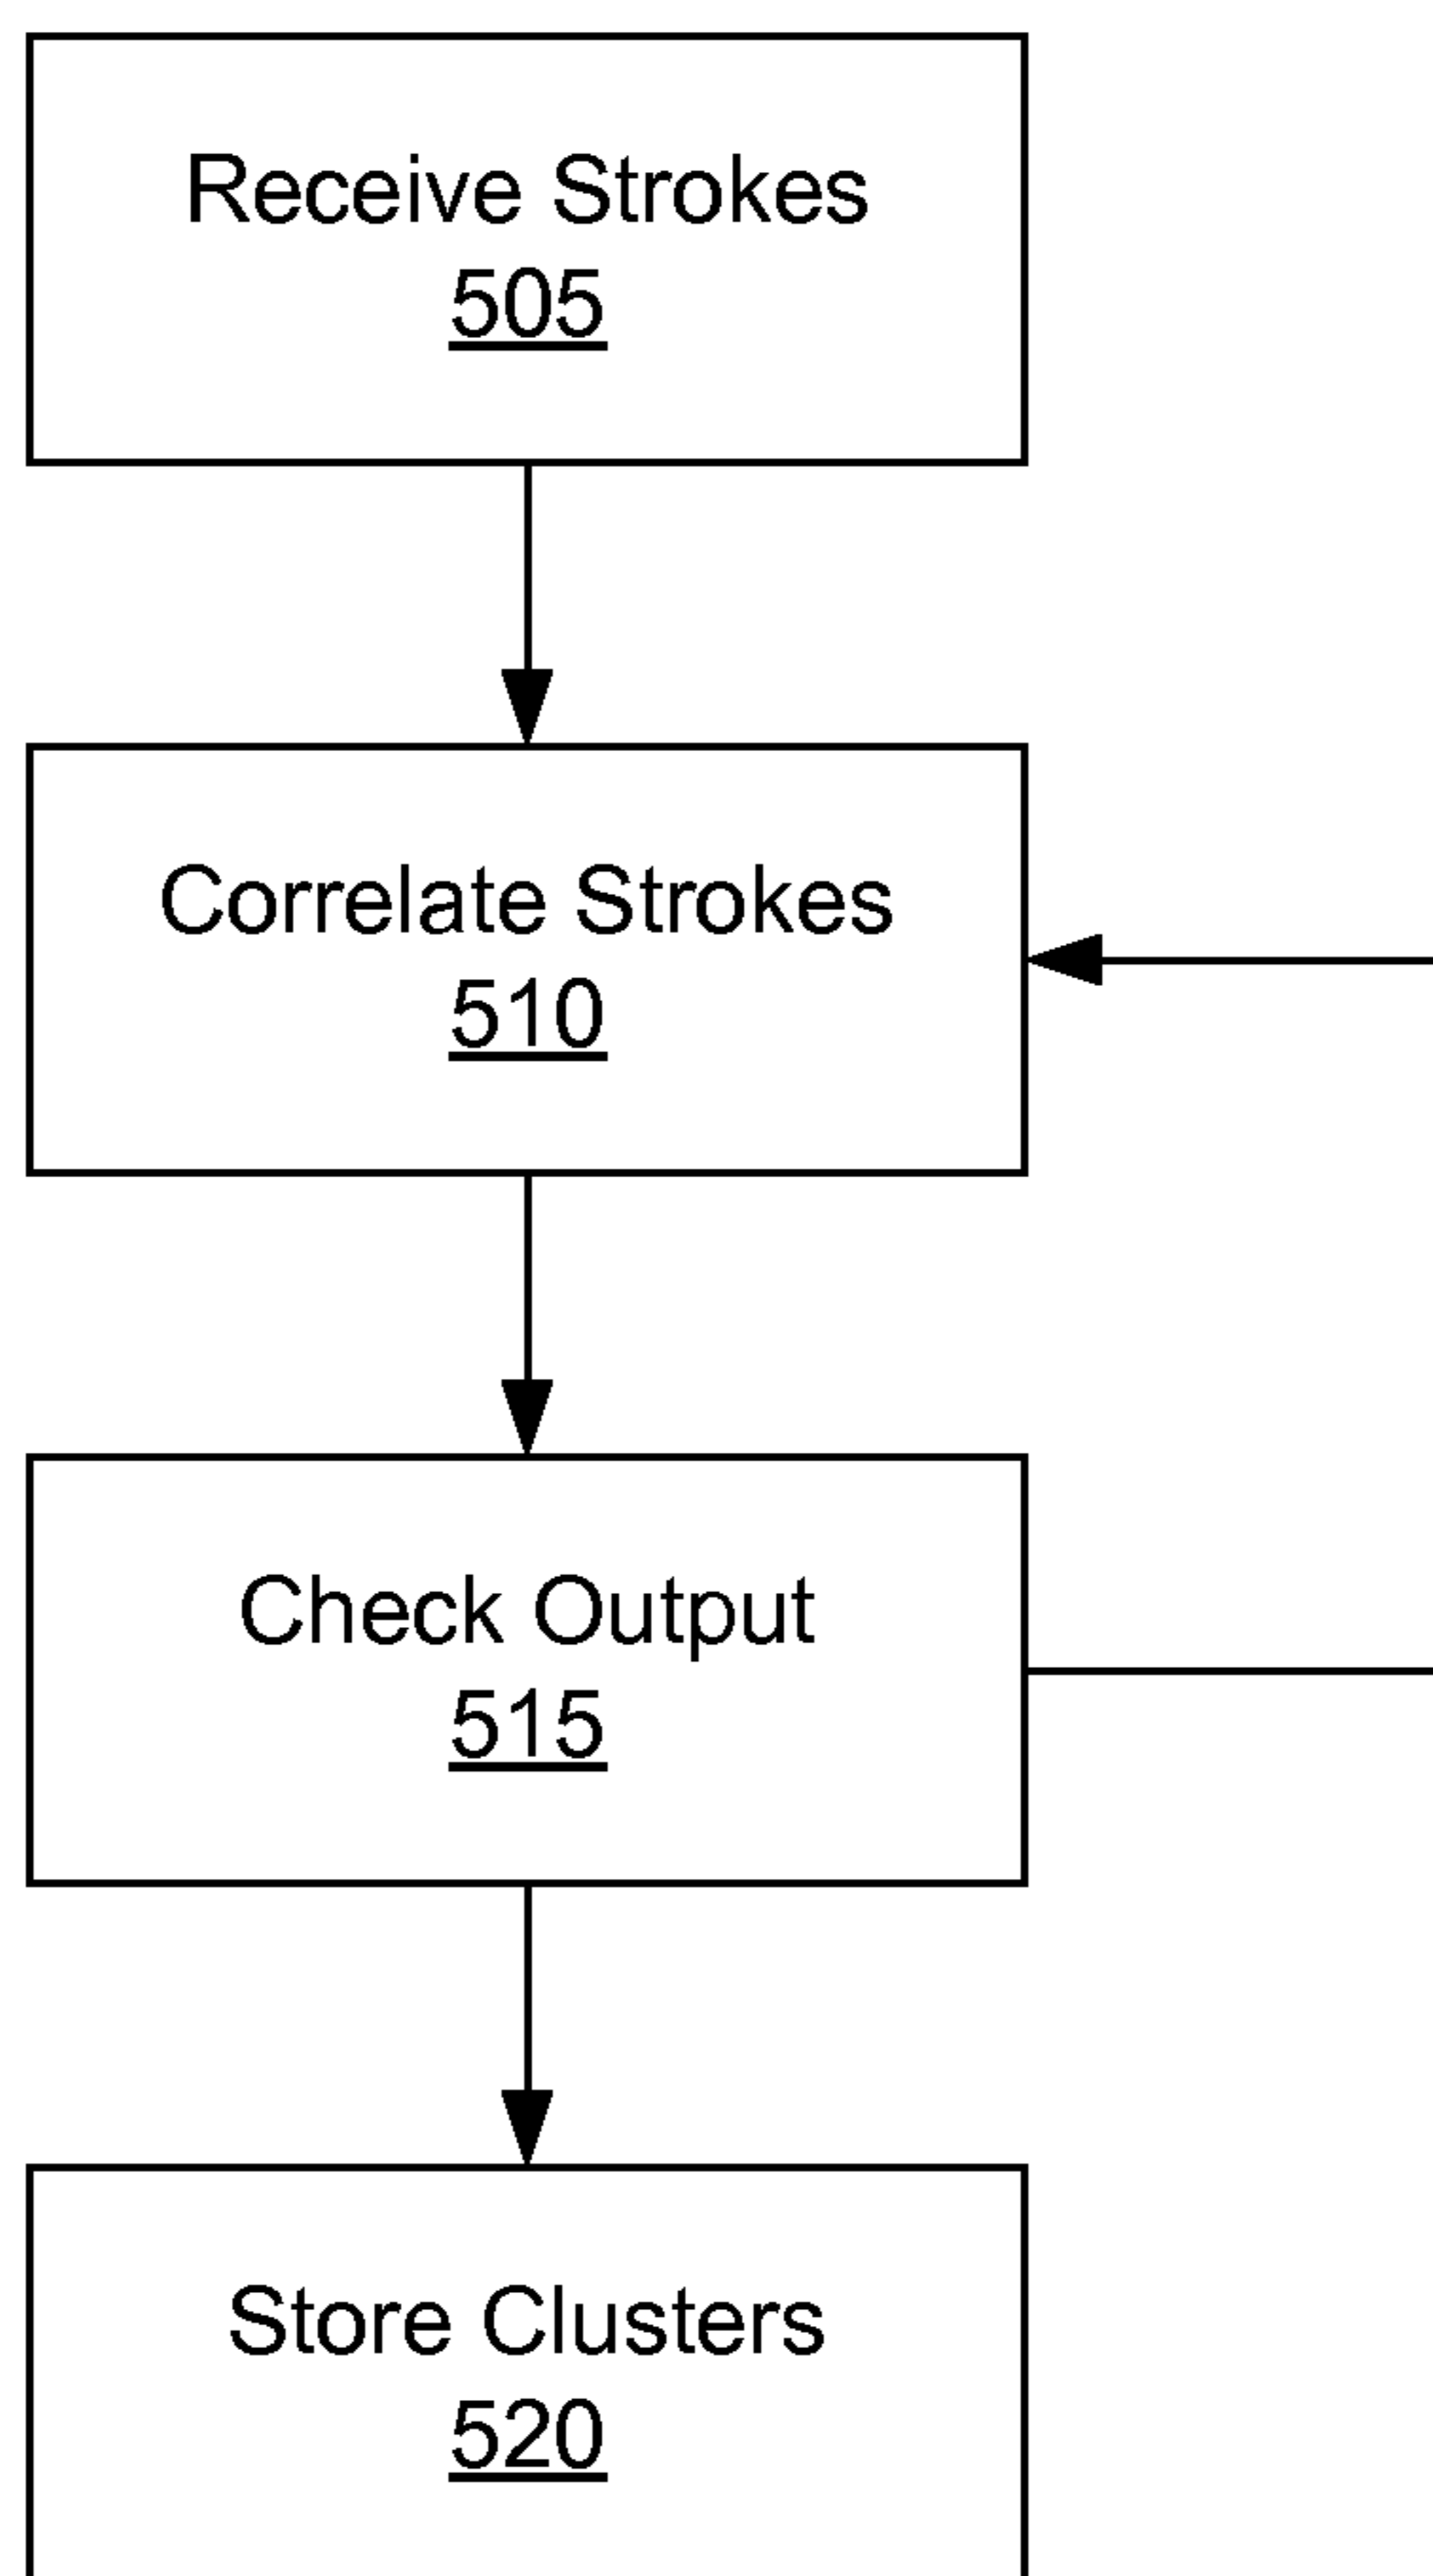 Receive Strokes
505
Correlate Strokes
510
Check Output
515
Store Clusters
520